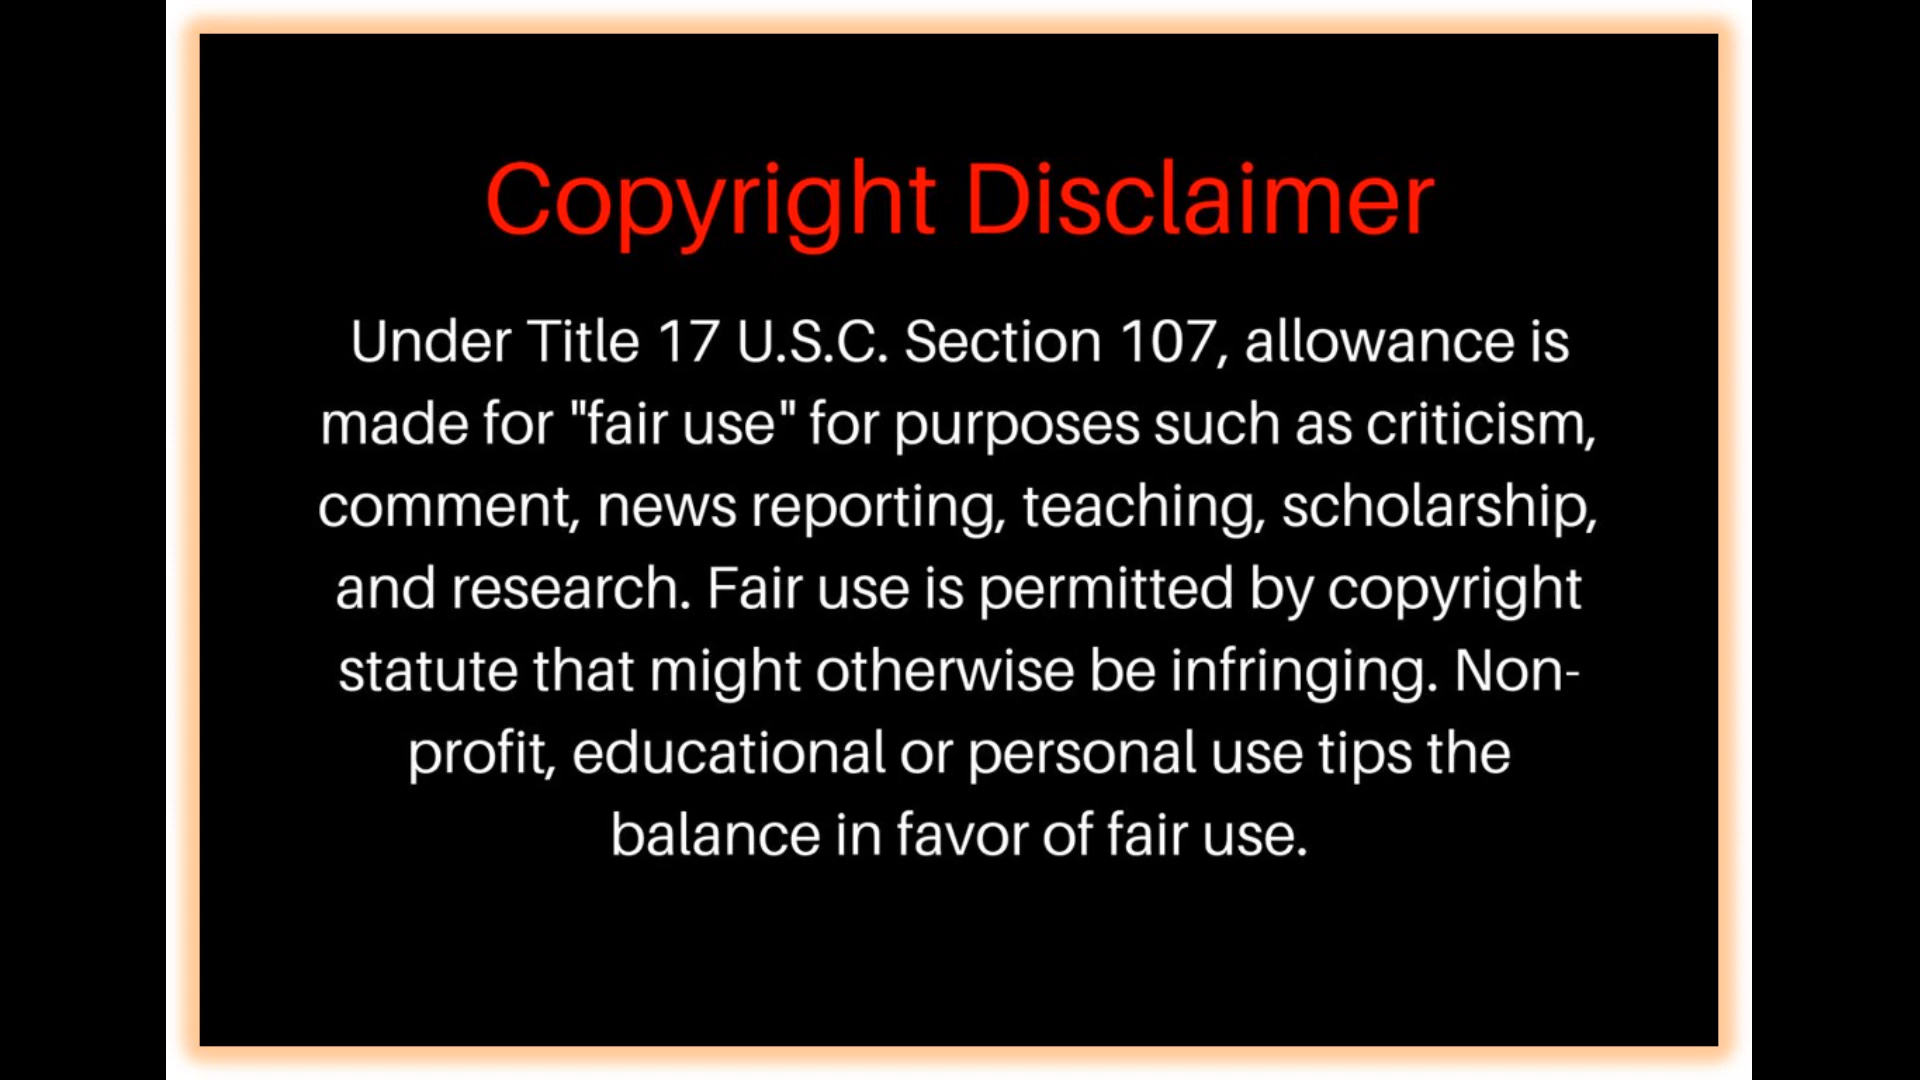 Copyright Disclaimer
Under Title 17 U.S.C. Section 107, allowance is
made for "fair use" for purposes such as criticism,
comment, news reporting, teaching, scholarship,
and research. Fair use is permitted by copyright
statute that might otherwise be infringing. Non-
profit, educational or personal use tips the
balance in favor of fair use.